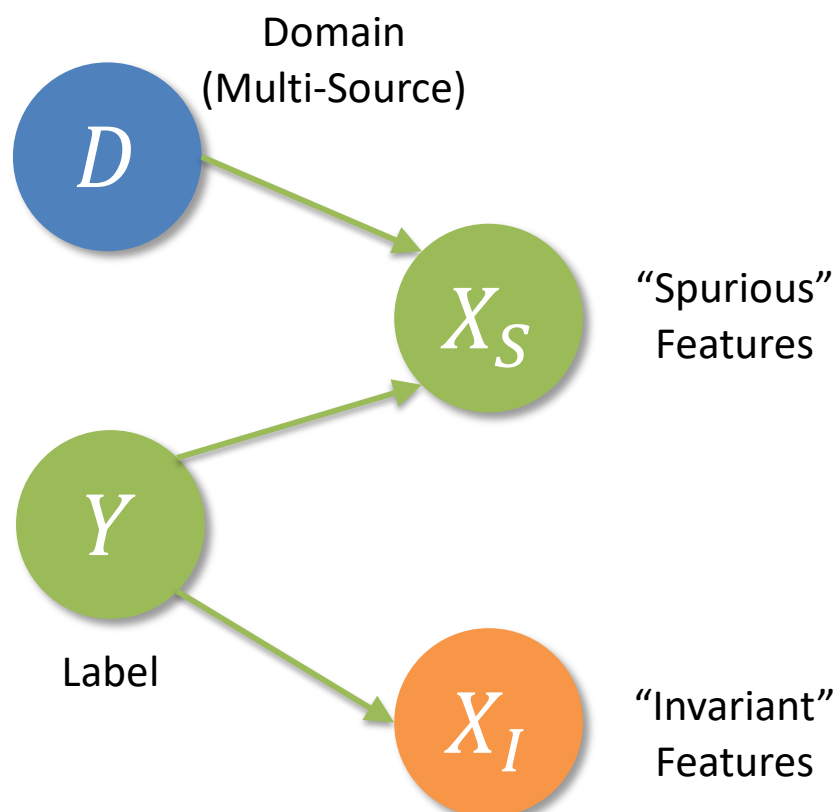 Domain
(Multi-Source)
D
X_S
“Spurious”
Features
Y
Label
X_I
“Invariant”
Features